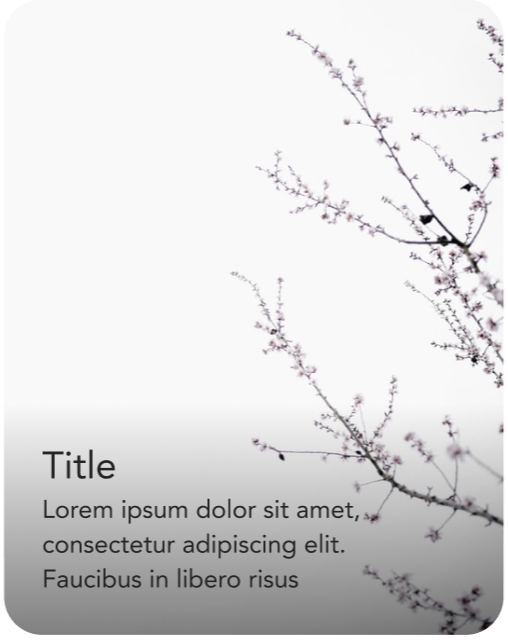 Title
Lorem ipsum dolor sit amet,
consectetur adipiscing elit.
Faucibus in libero risus